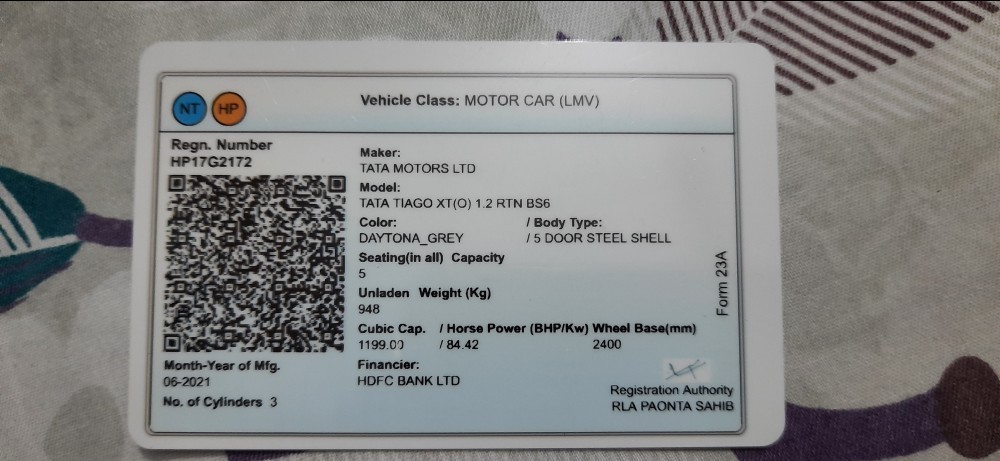 NT HP Vehicle Class: MOTOR CAR (LMV)
Regn. Number
HP17G2172
Maker:
TATA MOTORS LTD
Model:
TATA TIAGO XT(O) 1.2 RTN BS6
Color: / Body Type:
DAYTONA_GREY / 5 DOOR STEEL SHELL
Seating(in all) Capacity
5
Unladen Weight (Kg)
948
Cubic Cap. / Horse Power (BHP/Kw) Wheel Base(mm)
1199.00 / 84.42 2400
Financier:
HDFC BANK LTD
Month-Year of Mfg.
06-2021
No. of Cylinders 3
Form 23A
Registration Authority
RLA PAONTA SAHIB